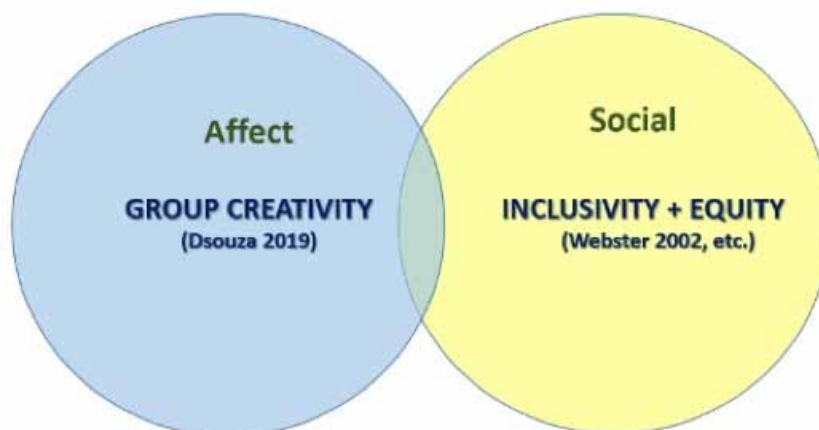 Affect
GROUP CREATIVITY
(Dsouza 2019)
Social
INCLUSIVITY + EQUITY
(Webster 2002, etc.)